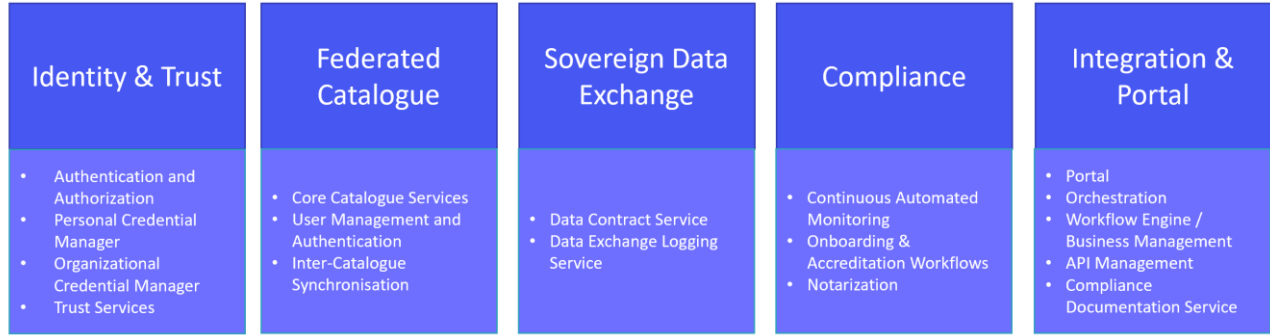 Identity & Trust
• Authentication and
Authorization
• Personal Credential
Manager
• Organizational
Credential Manager
• Trust Services
Federated
Catalogue
• Core Catalogue Services
• User Management and
Authentication
• Inter-Catalogue
Synchronisation
Sovereign Data
Exchange
• Data Contract Service
• Data Exchange Logging
Service
Compliance
• Continuous Automated
Monitoring
• Onboarding &
Accreditation Workflows
• Notarization
Integration &
Portal
• Portal
• Orchestration
• Workflow Engine /
Business Management
• API Management
• Compliance
Documentation Service